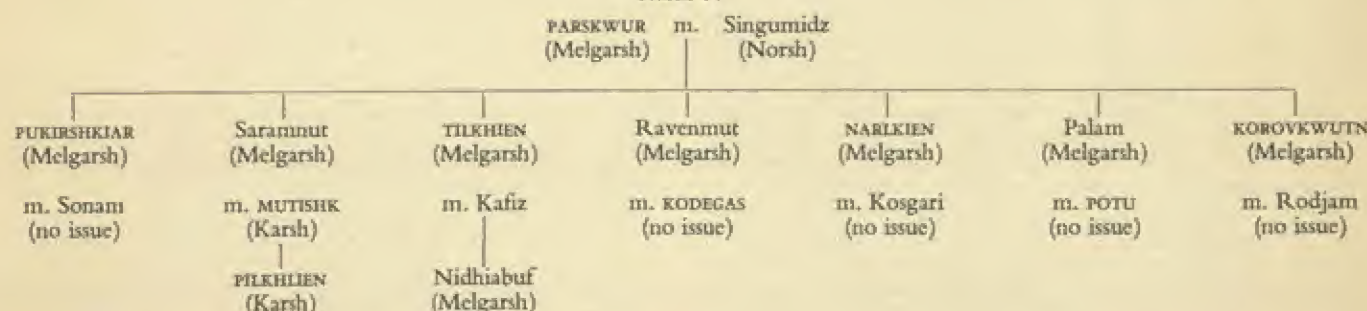 PARSKWUR m. Singumidz
(Melgarsh) (Norsh)
PUKIRSHKIAR Saramnut TILKHIEN Ravenmut NARLKIEN Palam KOROVKWUTN
(Melgarsh) (Melgarsh) (Melgarsh) (Melgarsh) (Melgarsh) (Melgarsh) (Melgarsh)
m. Sonam m. MUTISHK m. Kafiz m. KODEGAS m. Kosgari m. POTU m. Rodjam
(no issue) (Karsh) (no issue) (no issue) (no issue) (no issue)
PILKHLIEN Nidhiabuf
(Karsh) (Melgarsh)